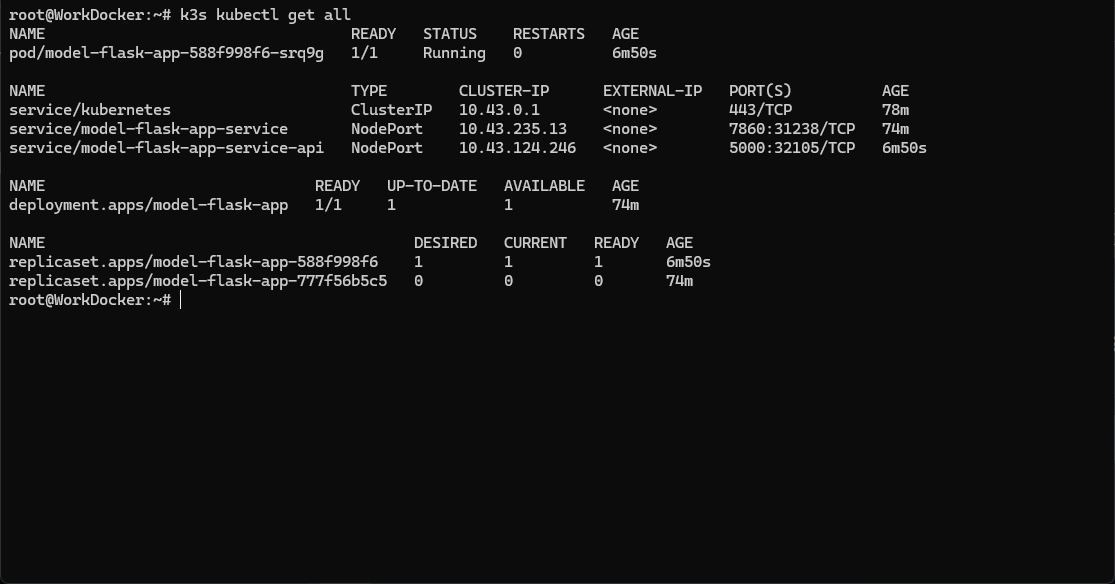 root@WorkDocker:~# k3s kubectl get all
NAME                                  READY   STATUS    RESTARTS   AGE
pod/model-flask-app-588f998f6-srq9g   1/1     Running   0          6m50s

NAME                                  TYPE        CLUSTER-IP       EXTERNAL-IP   PORT(S)          AGE
service/kubernetes                    ClusterIP   10.43.0.1        <none>        443/TCP          78m
service/model-flask-app-service       NodePort    10.43.235.13     <none>        7860:31238/TCP   74m
service/model-flask-app-service-api   NodePort    10.43.124.246    <none>        5000:32105/TCP   6m50s

NAME                              READY   UP-TO-DATE   AVAILABLE   AGE
deployment.apps/model-flask-app   1/1     1            1           74m

NAME                                         DESIRED   CURRENT   READY   AGE
replicaset.apps/model-flask-app-588f998f6    1         1         1       6m50s
replicaset.apps/model-flask-app-777f56b5c5   0         0         0       74m
root@WorkDocker:~#